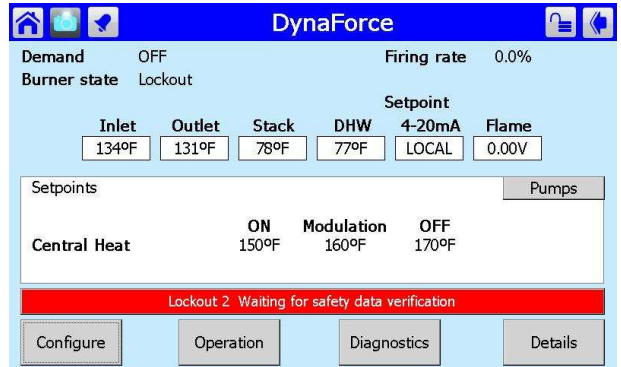 DynaForce
Demand OFF Firing rate 0.0%
Burner state Lockout
Setpoint
Inlet Outlet Stack DHW 4-20mA Flame
134ºF 131ºF 78ºF 77ºF LOCAL 0.00V
Setpoints Pumps
ON Modulation OFF
Central Heat 150ºF 160ºF 170ºF
Lockout 2 Waiting for safety data verification
Configure Operation Diagnostics Details